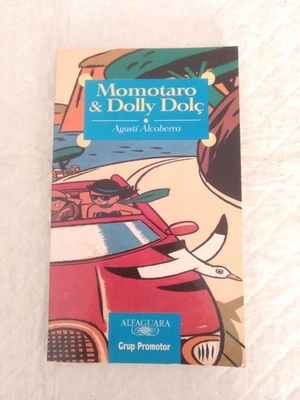 Momotaro
& Dolly Dolç
Agustí Alcoberro
ALFAGUARA
Grup Promotor